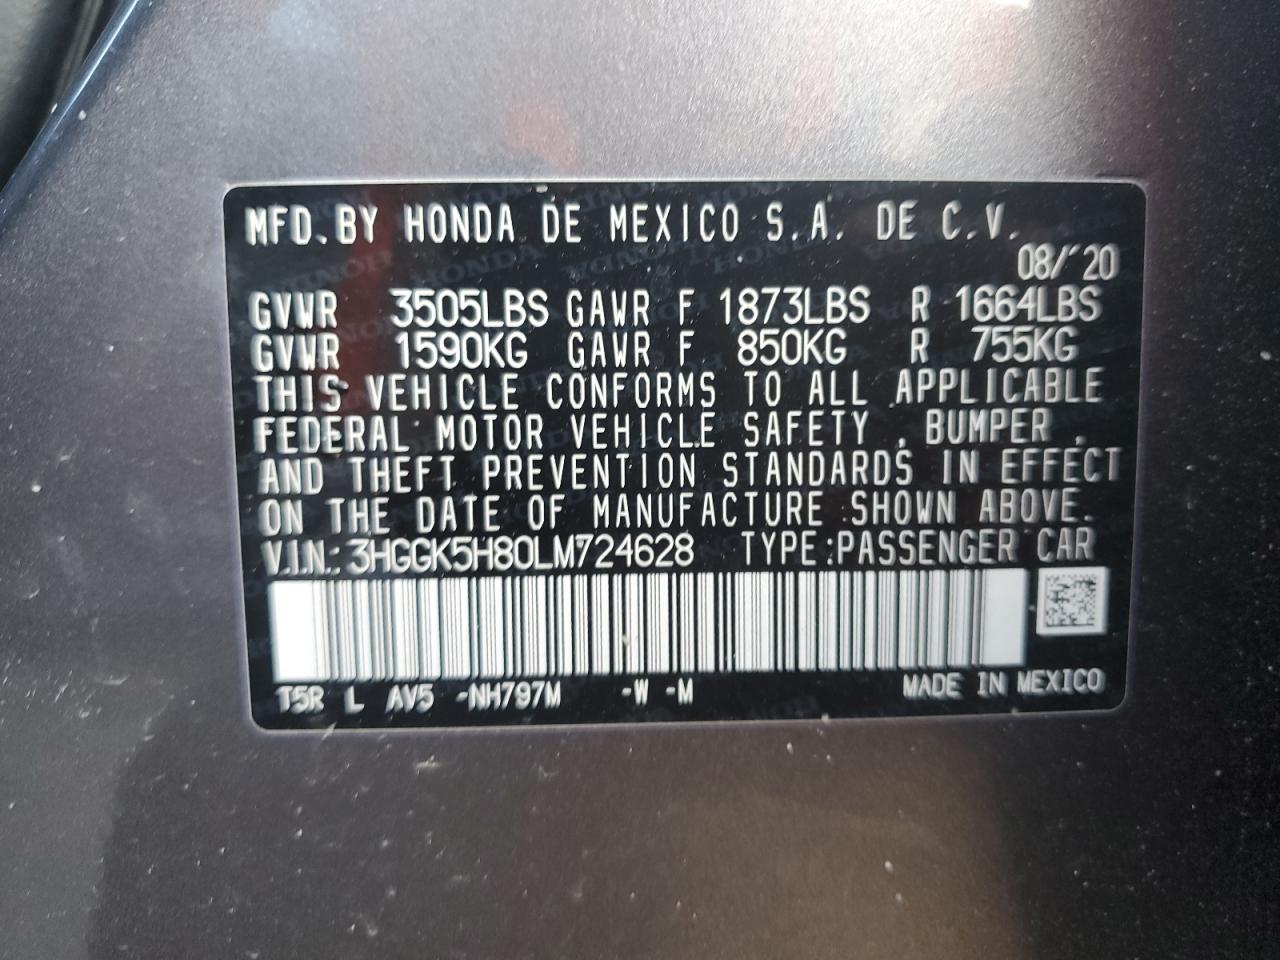 MFD.BY HONDA DE MEXICO S.A. DE C.V.
08/'20
GVWR 3505LBS GAWR F 1873LBS R 1664LBS
GVWR 1590KG GAWR F 850KG R 755KG
THIS VEHICLE CONFORMS TO ALL APPLICABLE
FEDERAL MOTOR VEHICLE SAFETY , BUMPER ,
AND THEFT PREVENTION STANDARDS IN EFFECT
ON THE DATE OF MANUFACTURE SHOWN ABOVE.
V.I.N.: 3HGGK5H80LM724628 TYPE:PASSENGER CAR
T5R L AV5 -NH797M -W -M MADE IN MEXICO